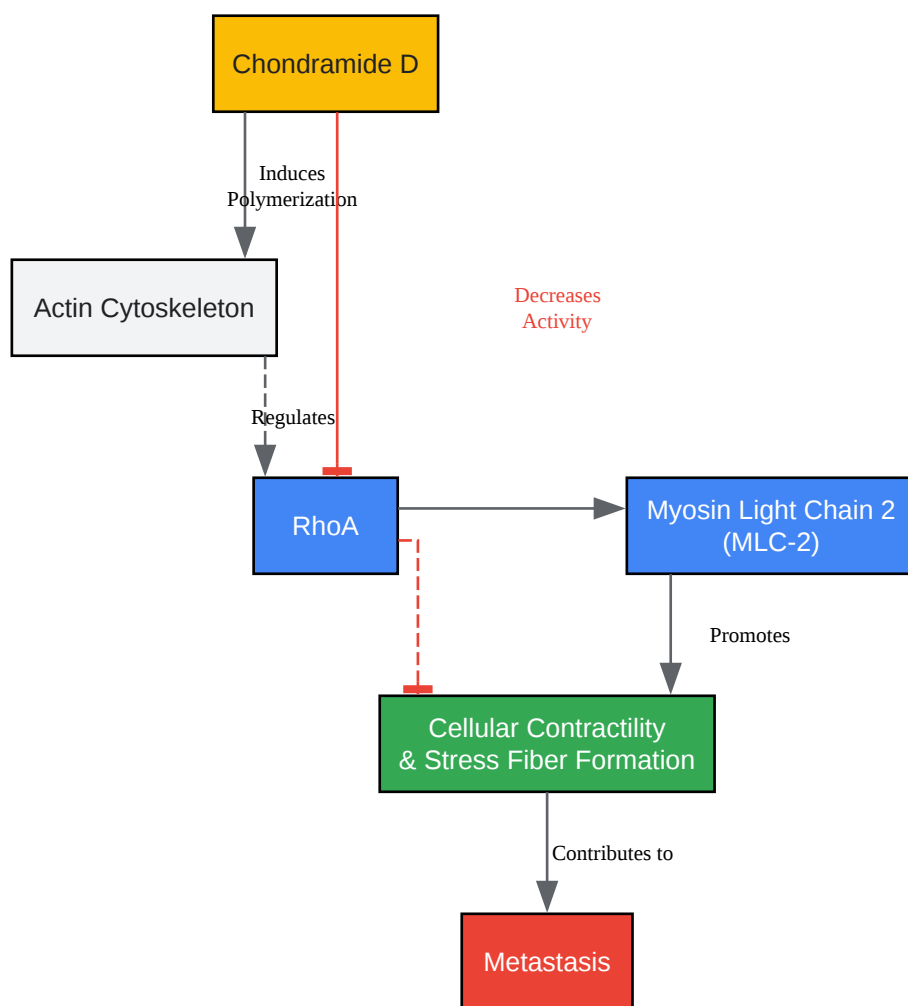 Chondramide D
Induces
Polymerization
Actin Cytoskeleton
Decreases
Activity
Regulates
RhoA
Myosin Light Chain 2
(MLC-2)
Promotes
Cellular Contractility
& Stress Fiber Formation
Contributes to
Metastasis